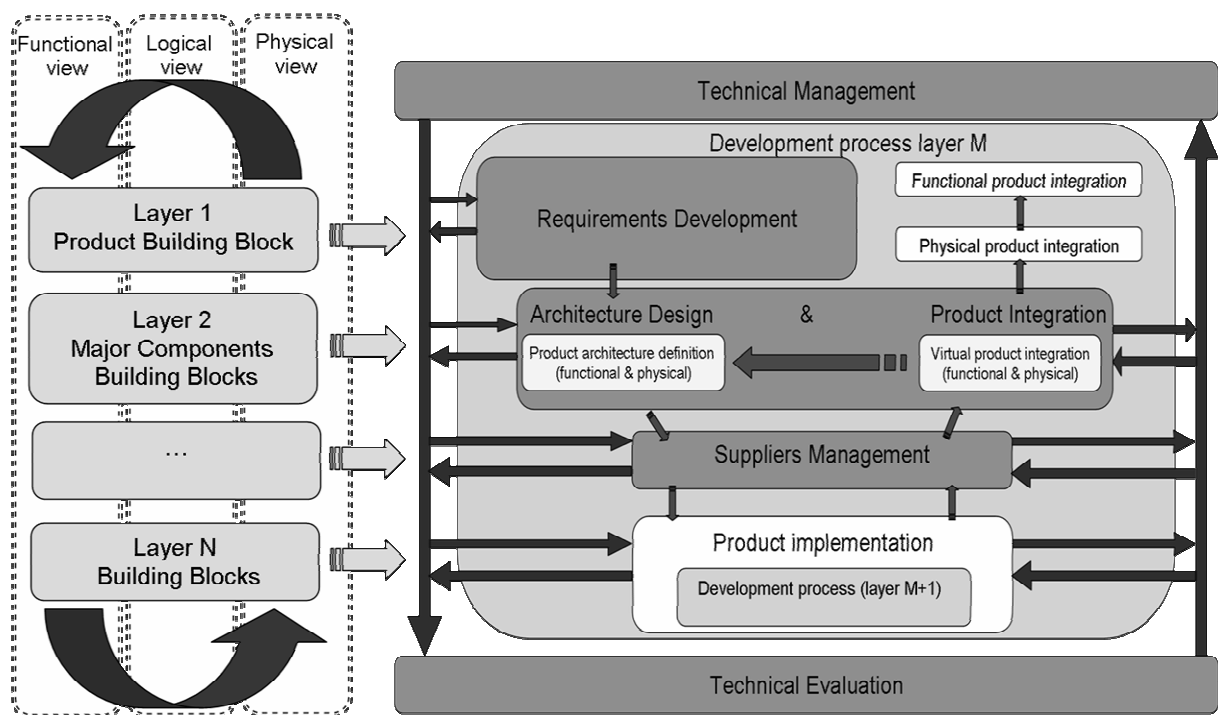 Functional
view
Logical
view
Physical
view
Layer 1
Product Building Block
Layer 2
Major Components
Building Blocks
...
Layer N
Building Blocks
Technical Management
Development process layer M
Requirements Development
Functional product integration
Physical product integration
Architecture Design & Product Integration
Product architecture definition
(functional & physical)
Virtual product integration
(functional & physical)
Suppliers Management
Product implementation
Development process (layer M+1)
Technical Evaluation